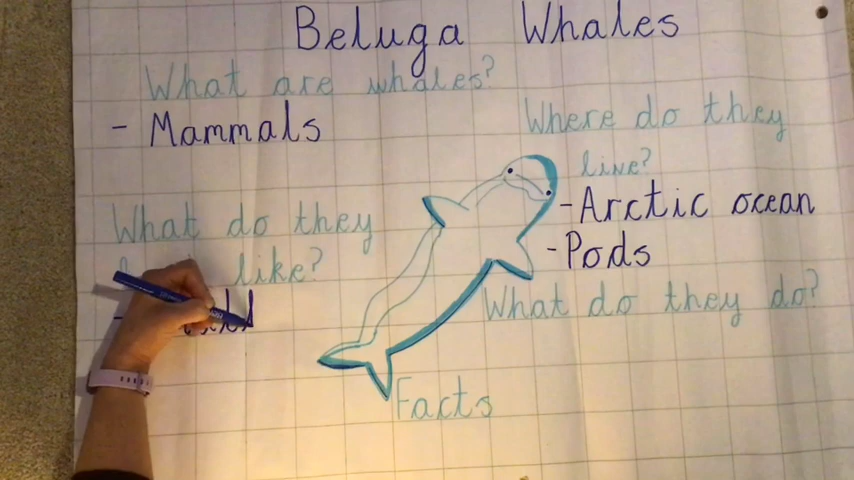 Beluga Whales
What are whales?
- Mammals
Where do they
live?
- Arctic ocean
- Pods
What do they
like?
-
What do they do?
Facts